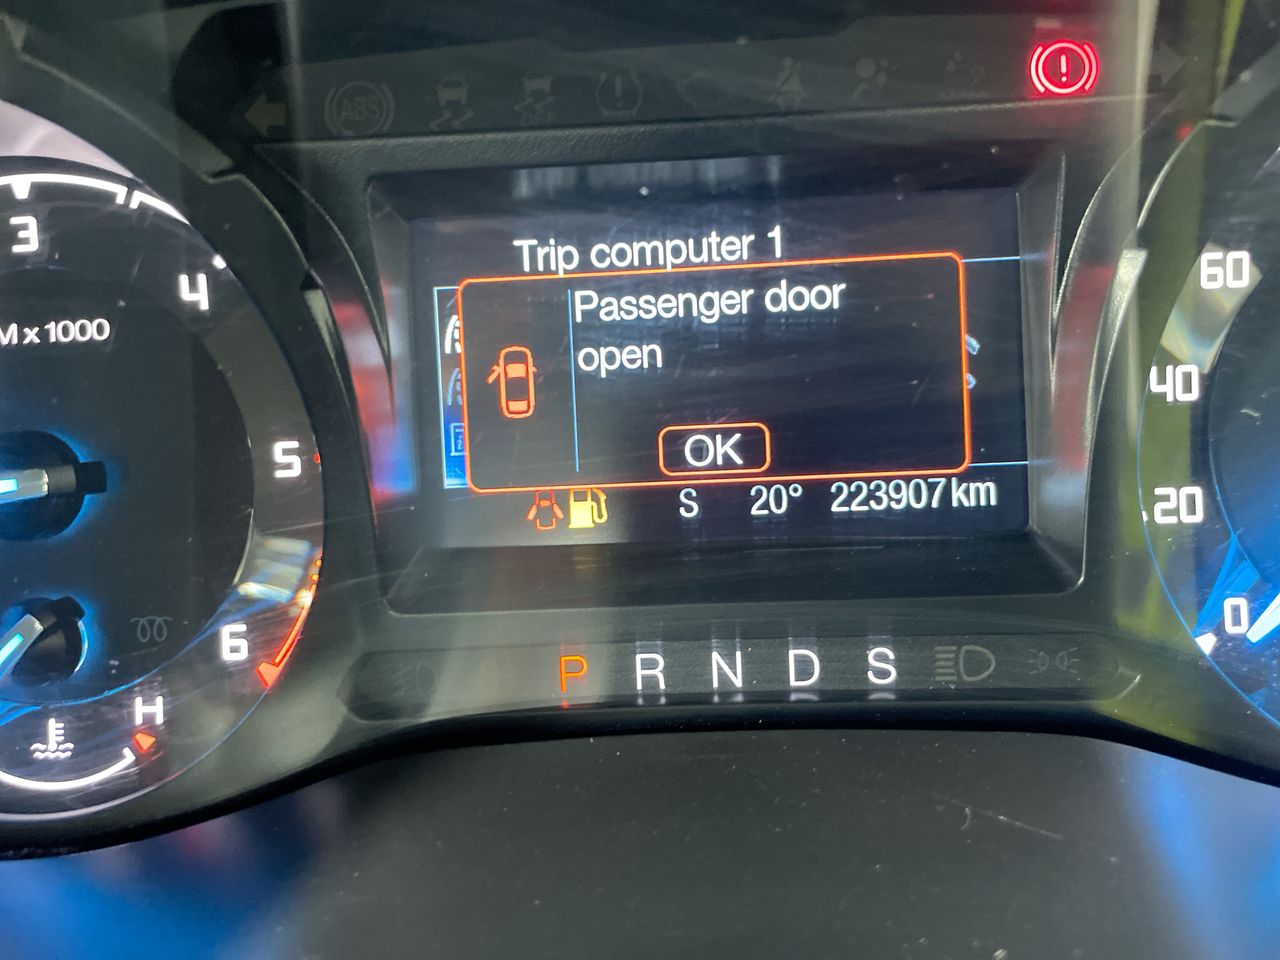 ABS
OFF
3
4
M x 1000
5
6
H
Trip computer 1
Passenger door
open
OK
S 20° 223907 km
P R N D S
60
40
20
0